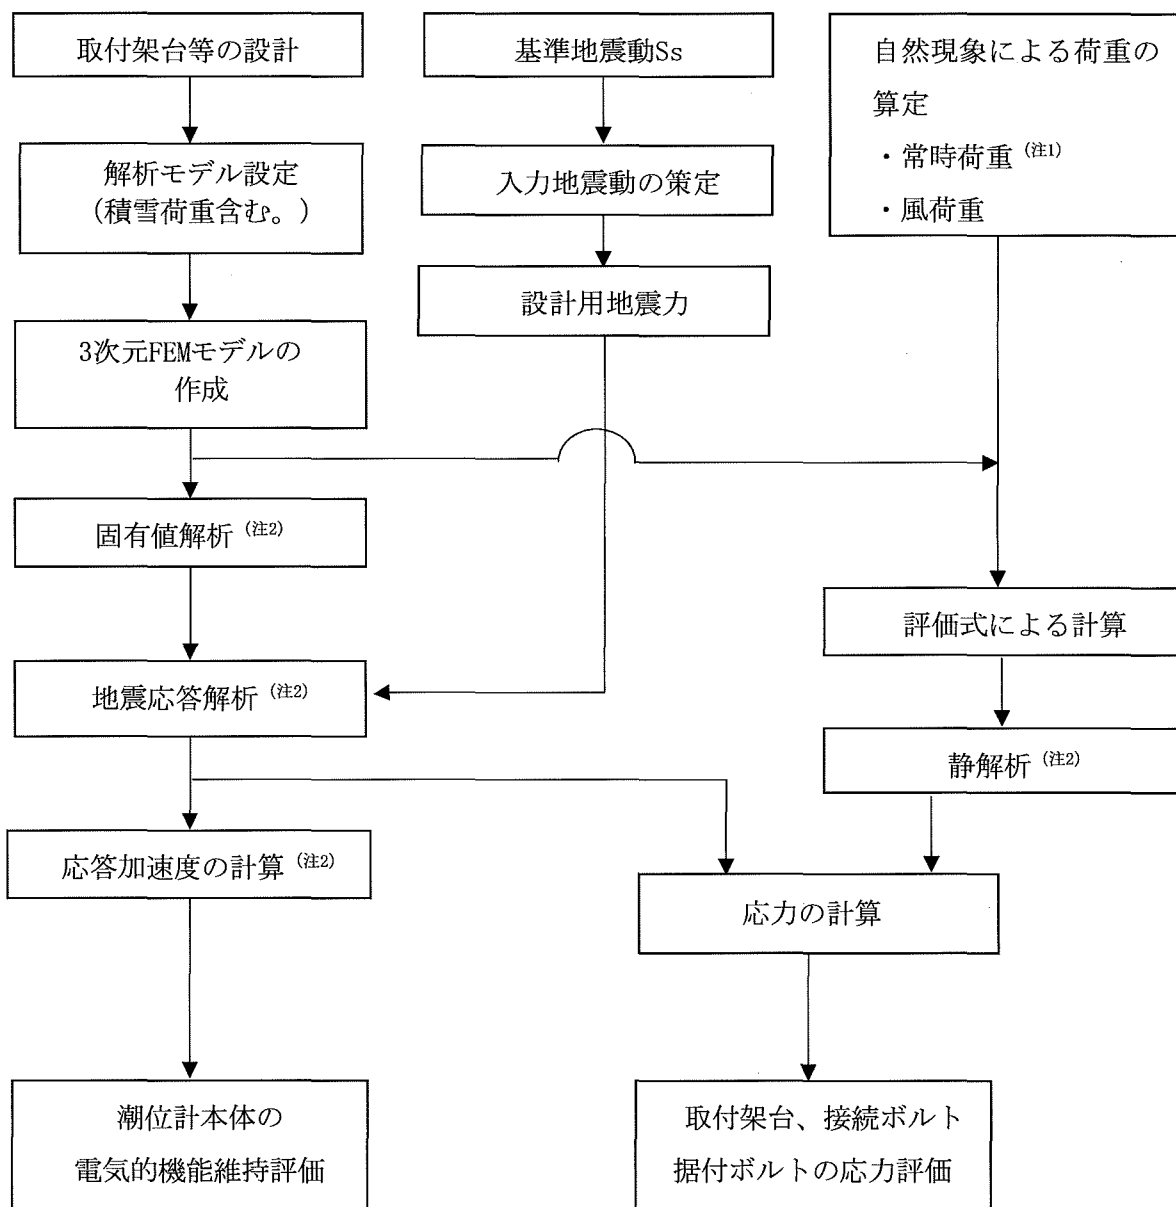 取付架台等の設計
基準地震動Ss
自然現象による荷重の
算定
・常時荷重(注1)
・風荷重
解析モデル設定
(積雪荷重含む。)
入力地震動の策定
設計用地震力
3次元FEMモデルの
作成
固有値解析(注2)
評価式による計算
地震応答解析(注2)
静解析(注2)
応答加速度の計算(注2)
応力の計算
潮位計本体の
電気的機能維持評価
取付架台、接続ボルト
据付ボルトの応力評価